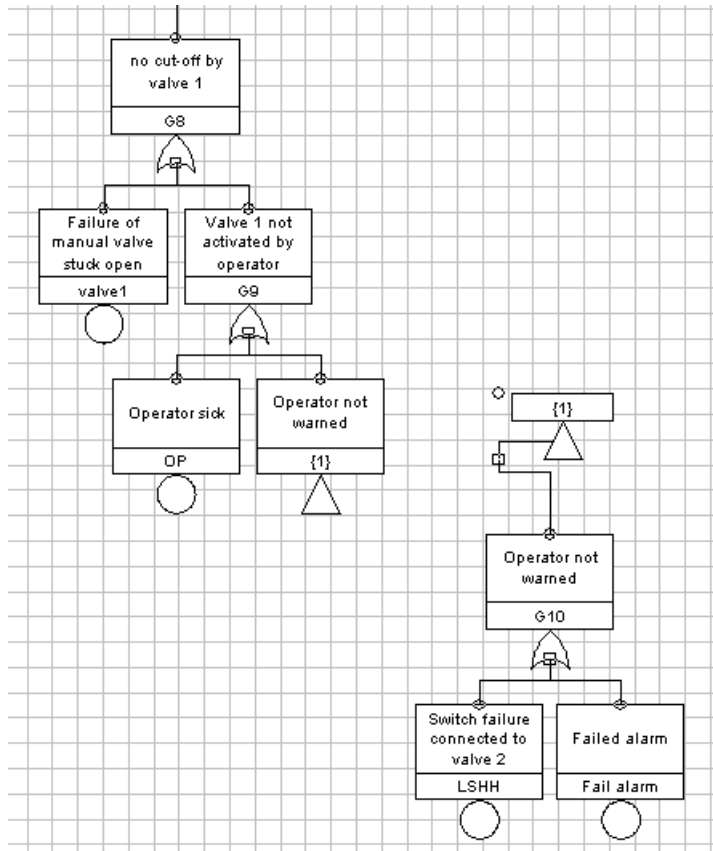 no cut-off by
valve 1
G8
Failure of
manual valve
stuck open
valve1
Valve 1 not
activated by
operator
G9
Operator sick
OP
Operator not
warned
{1}
{1}
Operator not
warned
G10
Switch failure
connected to
valve 2
LSHH
Failed alarm
Fail alarm